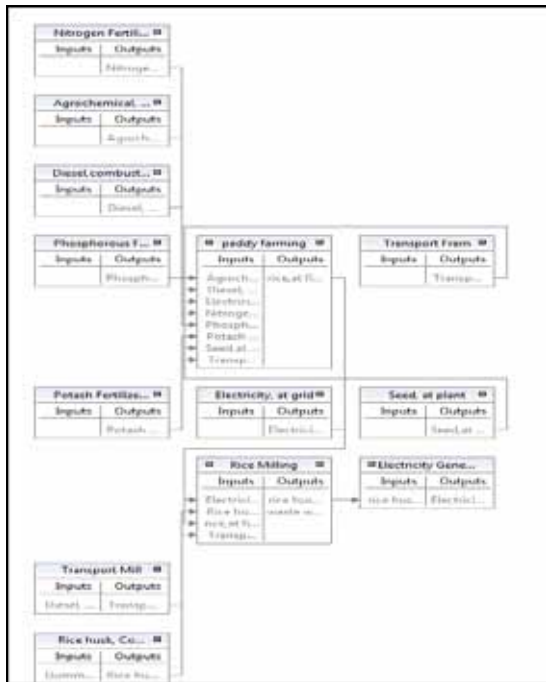 Nitrogen Fertili...
Inputs Outputs
Nitroge...
Agrochemical, ...
Inputs Outputs
Agroch...
Diesel,combust...
Inputs Outputs
Diesel, ...
Phosphorous F...
Inputs Outputs
Phosph...
paddy farming
Inputs Outputs
Agroch... rice,at fi...
Diesel, ...
Electrici...
Nitroge...
Phosph...
Potash ...
Seed,at ...
Transp...
Transport Fram
Inputs Outputs
Transp...
Potash Fertilize...
Inputs Outputs
Potash ...
Electricity, at grid
Inputs Outputs
Electrici...
Seed, at plant
Inputs Outputs
Seed,at ...
Rice Milling
Inputs Outputs
Electrici... rice hus...
Rice hu... waste w...
rice,at fi...
Transp...
Electricity Gene...
Inputs Outputs
rice hus... Electrici...
Transport Mill
Inputs Outputs
Diesel, ... Transp...
Rice husk, Co...
Inputs Outputs
Rice hu...